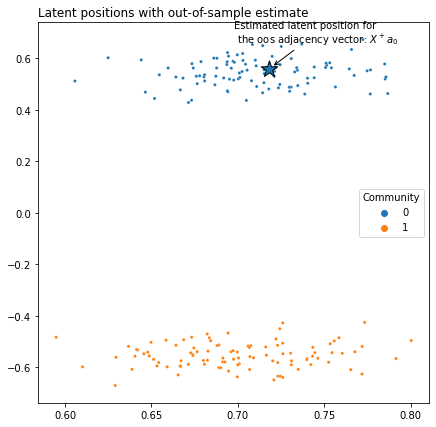 Latent positions with out-of-sample estimate
Estimated latent position for
the oos adjacency vector: X⁺a₀
0.6
0.4
0.2
0.0
−0.2
−0.4
−0.6
Community
0
1
0.60 0.65 0.70 0.75 0.80